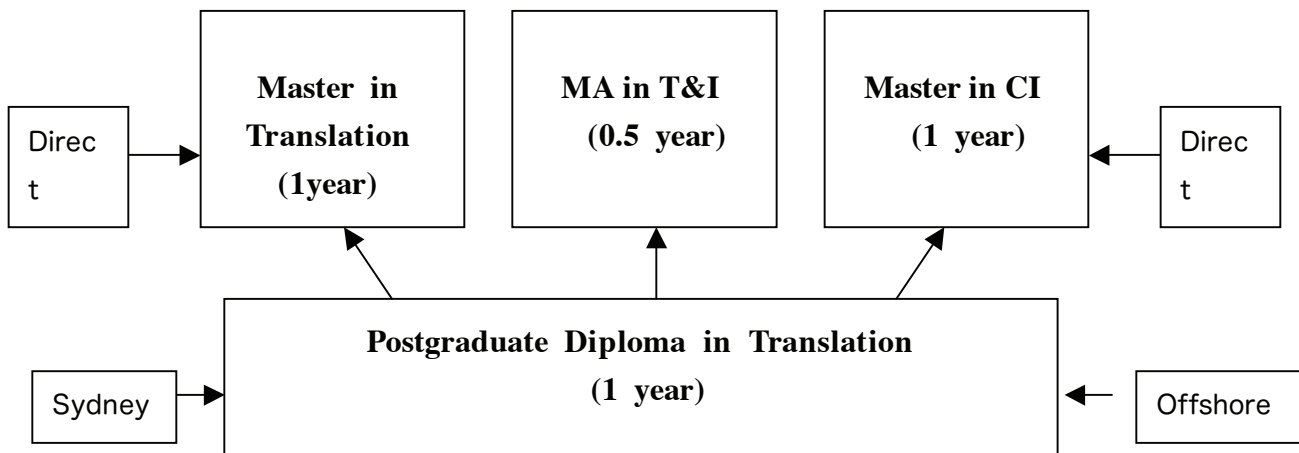 Master in
Translation
(1year)
MA in T&I
(0.5 year)
Master in CI
(1 year)
Direc
t
Direc
t
Postgraduate Diploma in Translation
(1 year)
Sydney
Offshore